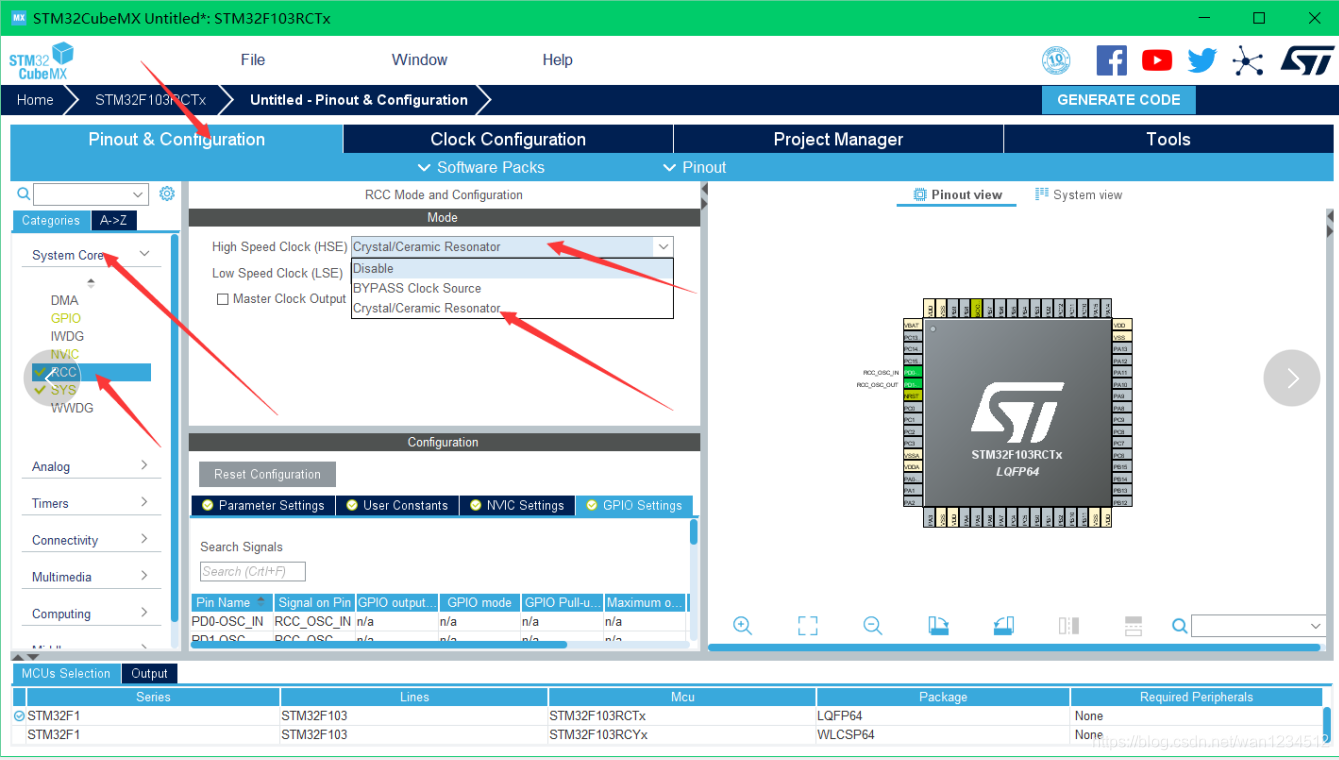 MX STM32CubeMX Untitled*: STM32F103RCTx
STM32
CubeMX
File Window Help
10
Home STM32F103RCTx Untitled - Pinout & Configuration GENERATE CODE
Pinout & Configuration Clock Configuration Project Manager Tools
Software Packs Pinout
RCC Mode and Configuration
Pinout view System view
Categories A->Z
Mode
System Core
High Speed Clock (HSE) Crystal/Ceramic Resonator
Disable
Low Speed Clock (LSE)
BYPASS Clock Source
Master Clock Output
Crystal/Ceramic Resonator
DMA
GPIO
IWDG
NVIC
RCC
SYS
WWDG
Analog
Timers
Connectivity
Multimedia
Computing
Configuration
Reset Configuration
Parameter Settings User Constants NVIC Settings GPIO Settings
Search Signals
Search (CrtI+F)
Pin Name Signal on Pin GPIO output... GPIO mode GPIO Pull-u... Maximum o...
PD0-OSC_IN RCC_OSC_IN n/a n/a n/a n/a
PD1-OSC... RCC_OSC... n/a n/a n/a n/a
RCC_OSC_IN
RCC_OSC_OUT
VBAT
PC13
PC14
PC15
PD0
PD1
NRST
PC0
PC1
PC2
PC3
VSSA
VDDA
PA0
PA1
PA2
VDD
VSS
PA13
PA12
PA11
PA10
PA9
PA8
PC9
PC8
PC7
PC6
PB15
PB14
PB13
PB12
STM32F103RCTx
LQFP64
MCUs Selection Output
Series Lines Mcu Package Required Peripherals
STM32F1 STM32F103 STM32F103RCTx LQFP64 None
STM32F1 STM32F103 STM32F103RCYx WLCSP64 None
https://blog.csdn.net/wan1234512